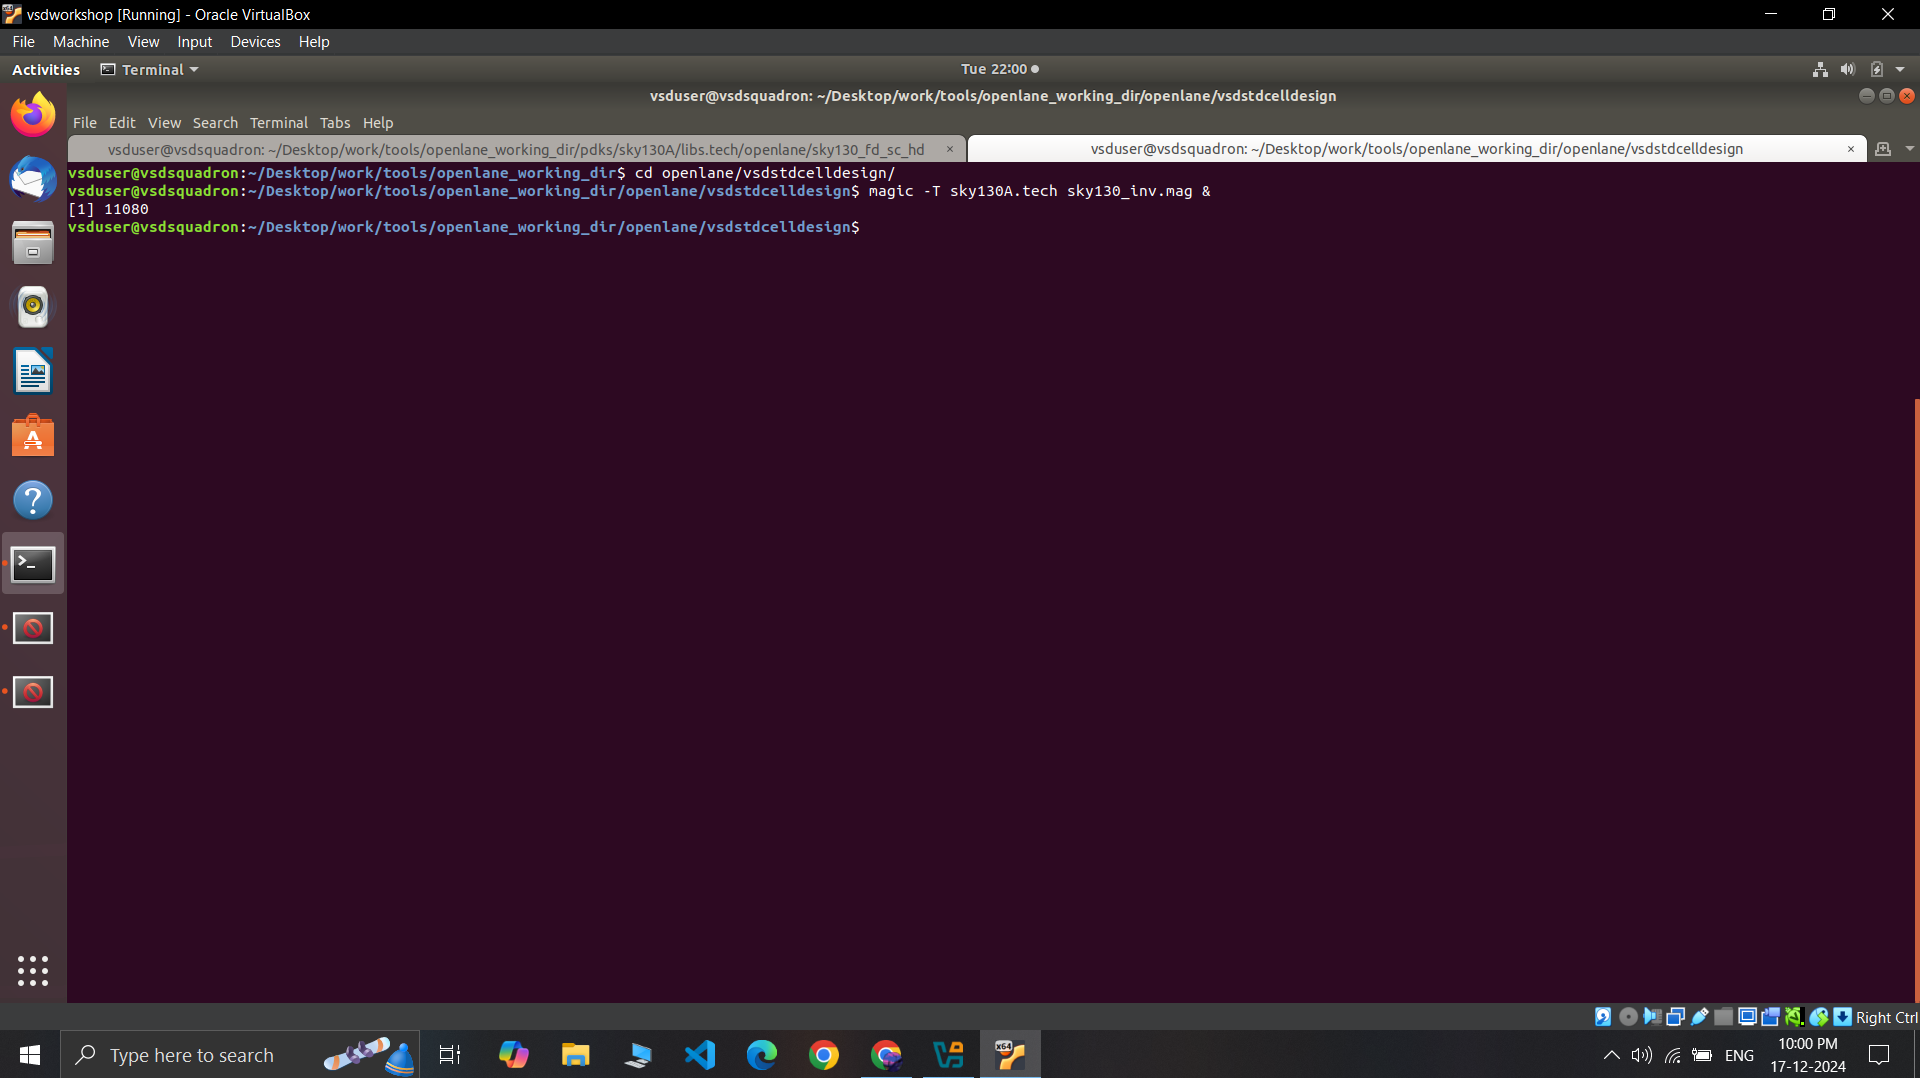 vsdworkshop [Running] - Oracle VirtualBox
File Machine View Input Devices Help
Activities Terminal Tue 22:00
vsduser@vsdsquadron: ~/Desktop/work/tools/openlane_working_dir/openlane/vsdstdcelldesign
File Edit View Search Terminal Tabs Help
vsduser@vsdsquadron: ~/Desktop/work/tools/openlane_working_dir/pdks/sky130A/libs.tech/openlane/sky130_fd_sc_hd × vsduser@vsdsquadron: ~/Desktop/work/tools/openlane_working_dir/openlane/vsdstdcelldesign ×
vsduser@vsdsquadron:~/Desktop/work/tools/openlane_working_dir$ cd openlane/vsdstdcelldesign/
vsduser@vsdsquadron:~/Desktop/work/tools/openlane_working_dir/openlane/vsdstdcelldesign$ magic -T sky130A.tech sky130_inv.mag &
[1] 11080
vsduser@vsdsquadron:~/Desktop/work/tools/openlane_working_dir/openlane/vsdstdcelldesign$
Right Ctrl
Type here to search
x64
ENG
10:00 PM
17-12-2024